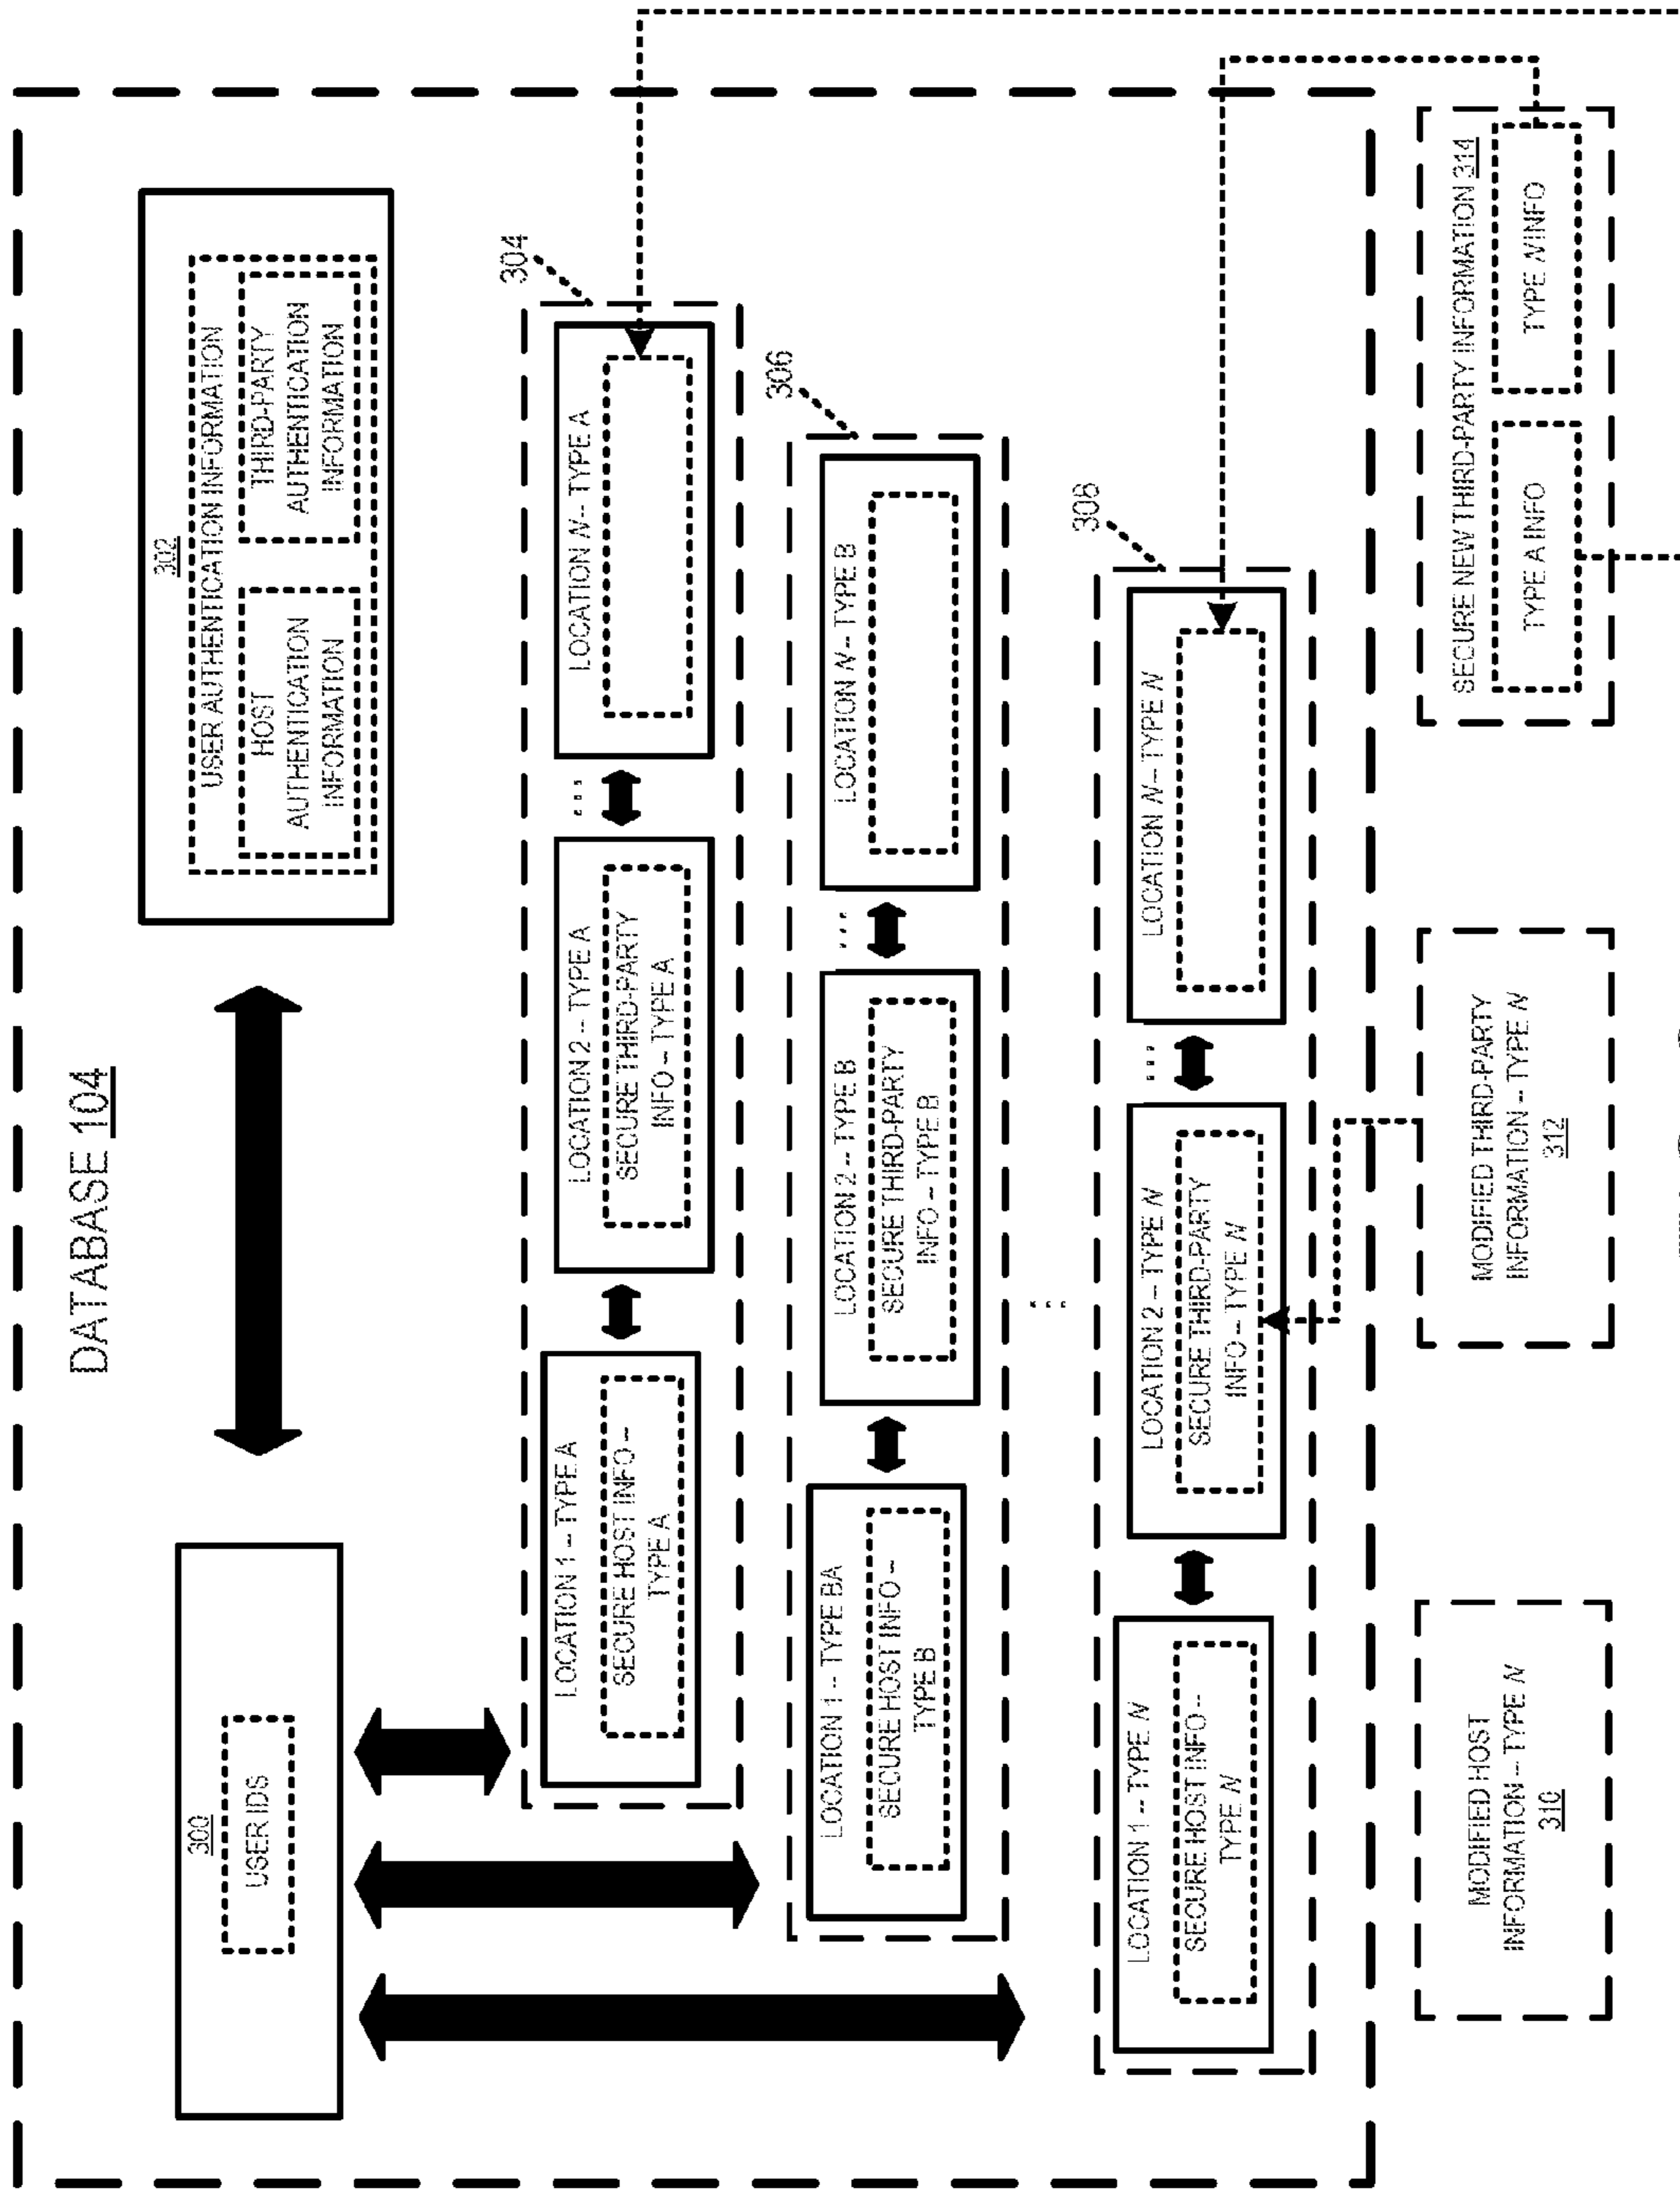 DATABASE 104
300
USER IDS
302
USER AUTHENTICATION INFORMATION
HOST
AUTHENTICATION
INFORMATION
THIRD-PARTY
AUTHENTICATION
INFORMATION
304
LOCATION 1 -- TYPE A
SECURE HOST INFO --
TYPE A
LOCATION 2 -- TYPE A
SECURE THIRD-PARTY
INFO -- TYPE A
...
LOCATION N -- TYPE A
306
LOCATION 1 -- TYPE BA
SECURE HOST INFO --
TYPE B
LOCATION 2 -- TYPE B
SECURE THIRD-PARTY
INFO -- TYPE B
...
LOCATION N -- TYPE B
308
LOCATION 1 -- TYPE N
SECURE HOST INFO --
TYPE N
LOCATION 2 -- TYPE N
SECURE THIRD-PARTY
INFO -- TYPE N
...
LOCATION N -- TYPE N
MODIFIED HOST
INFORMATION -- TYPE N
310
MODIFIED THIRD-PARTY
INFORMATION -- TYPE N
312
SECURE NEW THIRD-PARTY INFORMATION 314
TYPE A INFO
TYPE N INFO